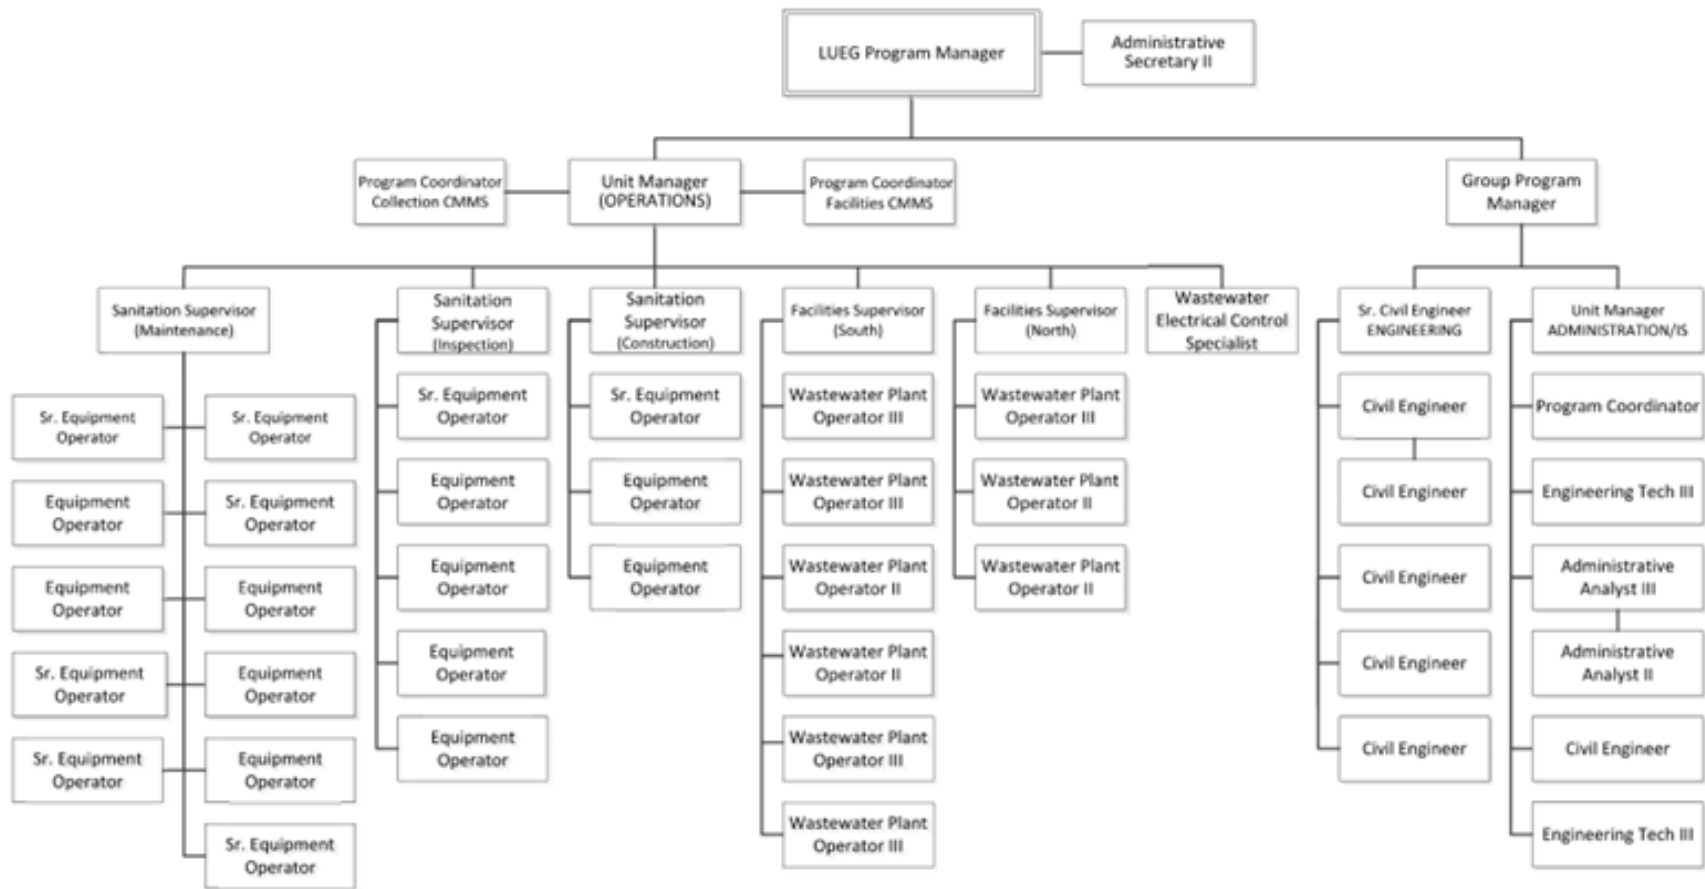 LUEG Program Manager
Administrative
Secretary II
Program Coordinator
Collection CMMS
Unit Manager
(OPERATIONS)
Program Coordinator
Facilities CMMS
Group Program
Manager
Sanitation Supervisor
(Maintenance)
Sanitation
Supervisor
(Inspection)
Sanitation
Supervisor
(Construction)
Facilities Supervisor
(South)
Facilities Supervisor
(North)
Wastewater
Electrical Control
Specialist
Sr. Civil Engineer
ENGINEERING
Unit Manager
ADMINISTRATION/IS
Sr. Equipment
Operator
Sr. Equipment
Operator
Equipment
Operator
Sr. Equipment
Operator
Equipment
Operator
Equipment
Operator
Sr. Equipment
Operator
Equipment
Operator
Sr. Equipment
Operator
Equipment
Operator
Sr. Equipment
Operator
Sr. Equipment
Operator
Equipment
Operator
Equipment
Operator
Equipment
Operator
Equipment
Operator
Sr. Equipment
Operator
Equipment
Operator
Equipment
Operator
Wastewater Plant
Operator III
Wastewater Plant
Operator III
Wastewater Plant
Operator II
Wastewater Plant
Operator II
Wastewater Plant
Operator III
Wastewater Plant
Operator III
Wastewater Plant
Operator III
Wastewater Plant
Operator II
Wastewater Plant
Operator II
Civil Engineer
Civil Engineer
Civil Engineer
Civil Engineer
Civil Engineer
Program Coordinator
Engineering Tech III
Administrative
Analyst III
Administrative
Analyst II
Civil Engineer
Engineering Tech III